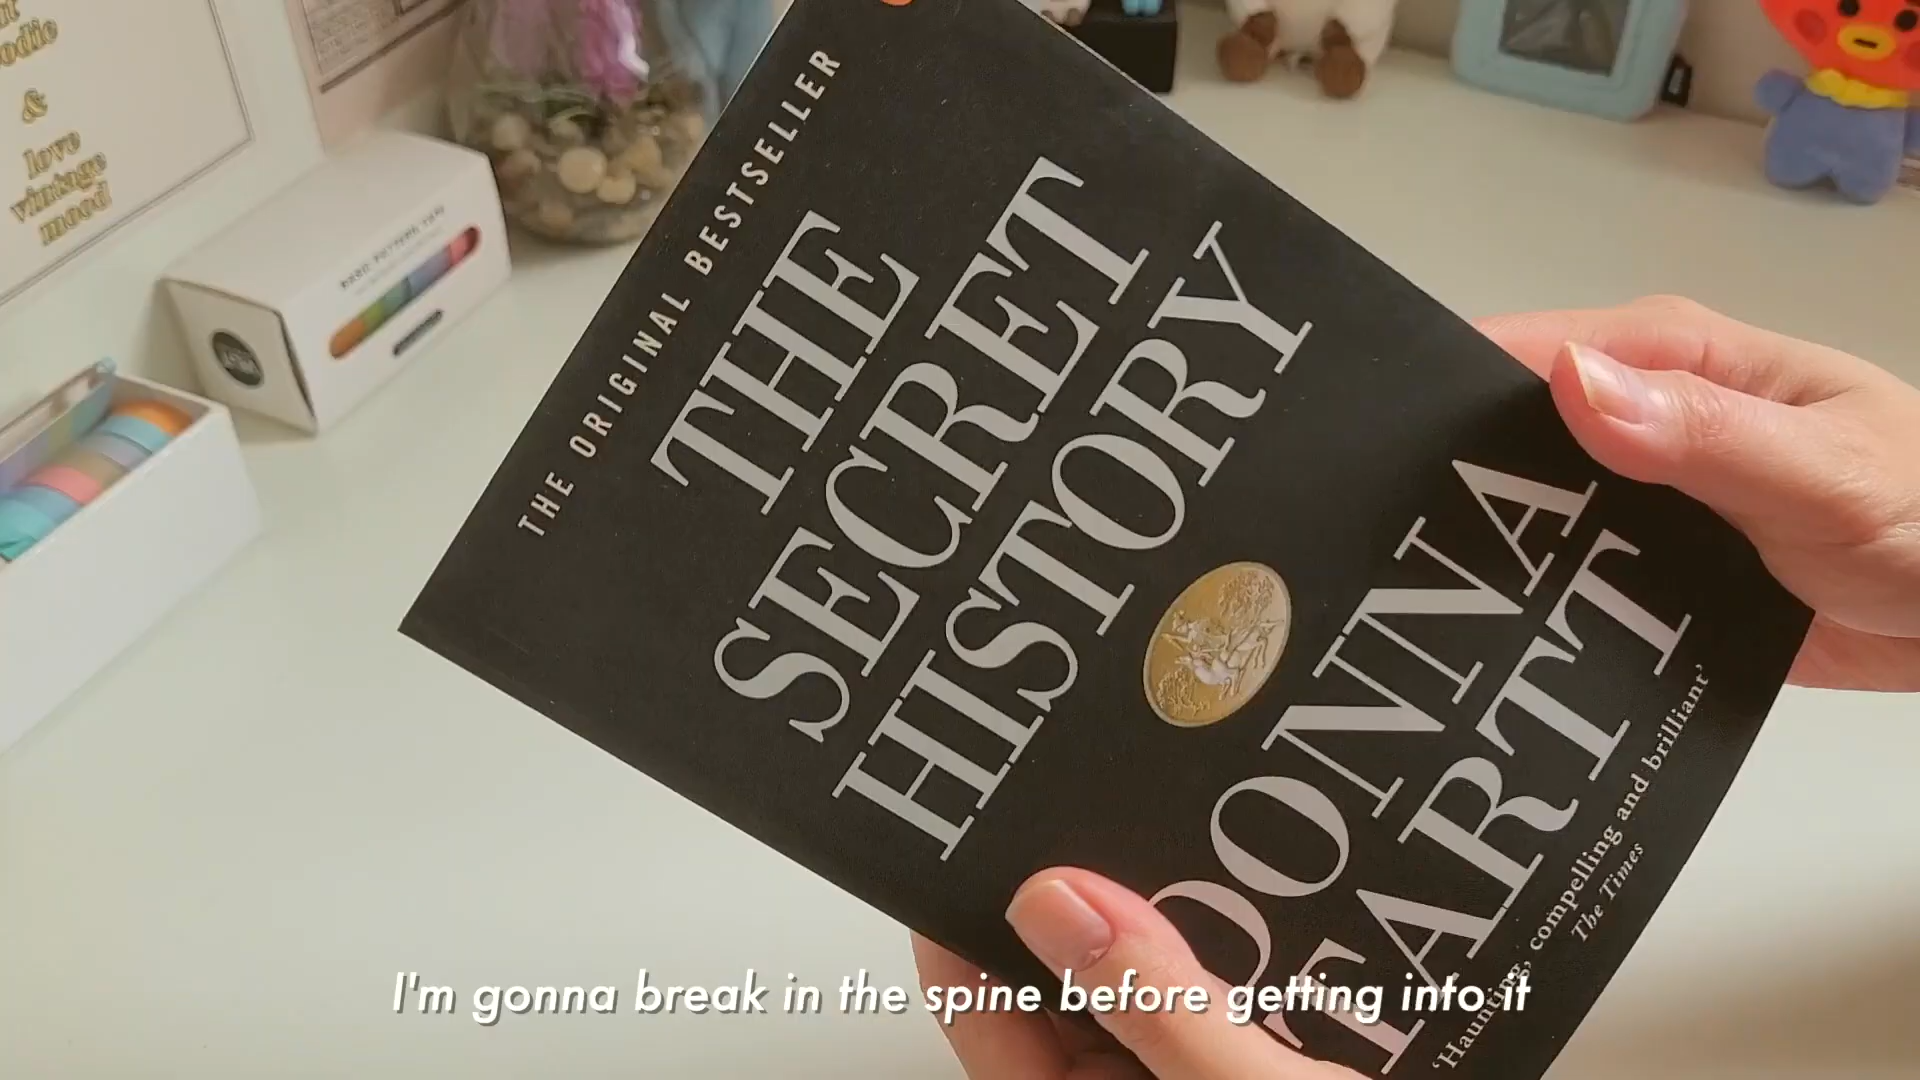 &
love
vintage
mood
THE ORIGINAL BESTSELLER
THE
SECRET
HISTORY
DONNA
TARTT
‘Haunting, compelling and brilliant’
The Times
I'm gonna break in the spine before getting into it